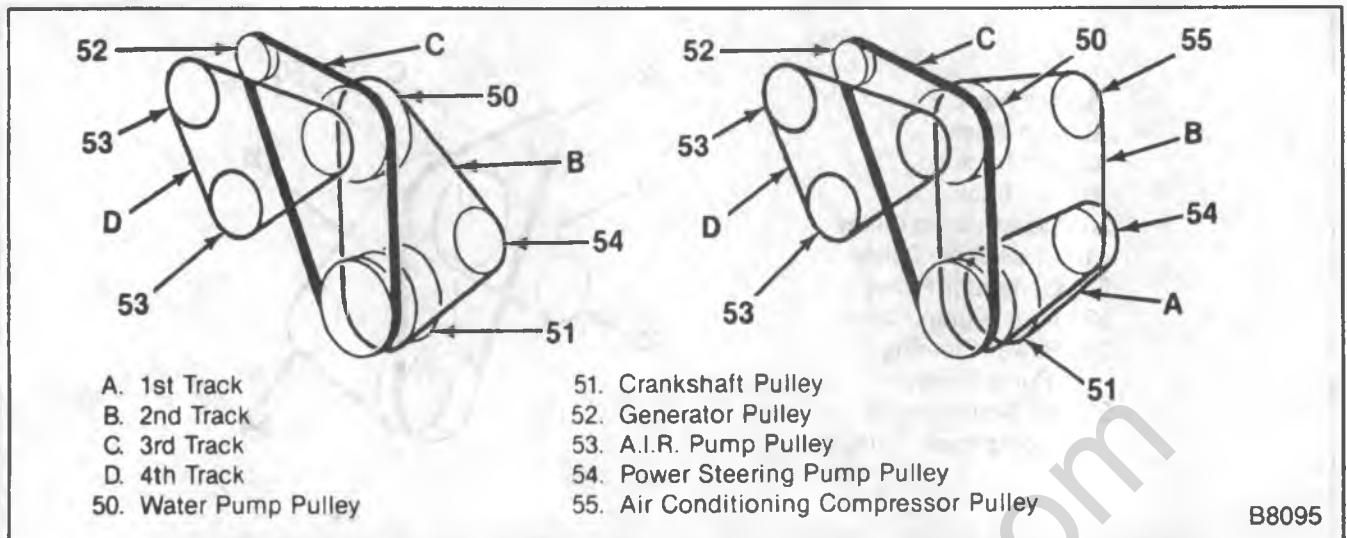 52 C 50
53 B
D 54
53 51
52 C 50 55
53 B
D 54
53 A
51
A. 1st Track
B. 2nd Track
C. 3rd Track
D. 4th Track
50. Water Pump Pulley
51. Crankshaft Pulley
52. Generator Pulley
53. A.I.R. Pump Pulley
54. Power Steering Pump Pulley
55. Air Conditioning Compressor Pulley
B8095
om